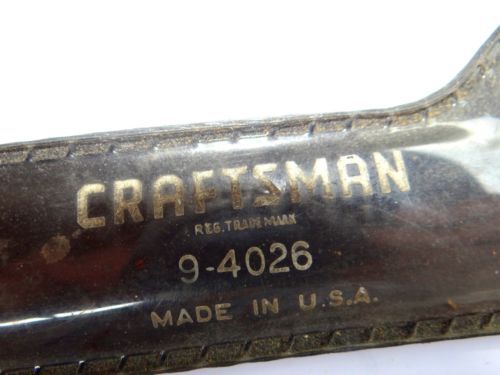 CRAFTSMAN
REG. TRADE MARK
9-4026
MADE IN U.S.A.